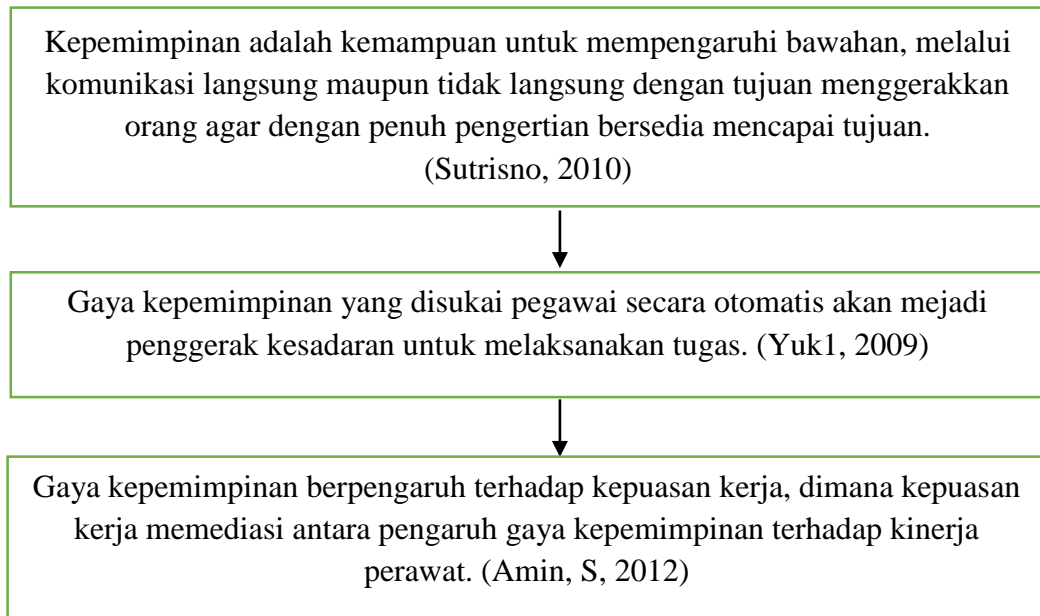 Kepemimpinan adalah kemampuan untuk mempengaruhi bawahan, melalui
komunikasi langsung maupun tidak langsung dengan tujuan menggerakkan
orang agar dengan penuh pengertian bersedia mencapai tujuan.
(Sutrisno, 2010)
Gaya kepemimpinan yang disukai pegawai secara otomatis akan mejadi
penggerak kesadaran untuk melaksanakan tugas. (Yuk1, 2009)
Gaya kepemimpinan berpengaruh terhadap kepuasan kerja, dimana kepuasan
kerja memediasi antara pengaruh gaya kepemimpinan terhadap kinerja
perawat. (Amin, S, 2012)